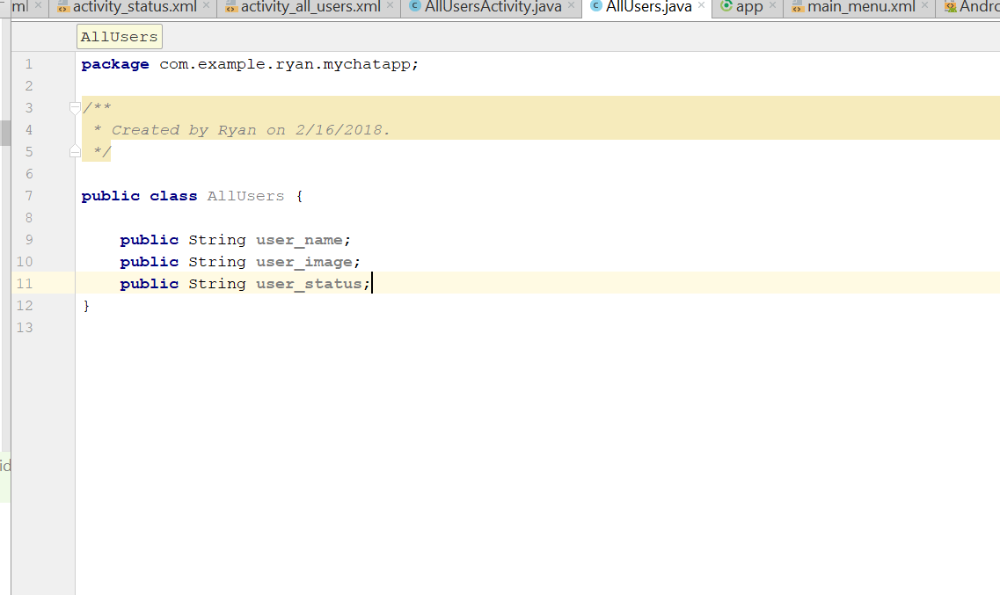 ml activity_status.xml activity_all_users.xml AllUsersActivity.java AllUsers.java app main_menu.xml Andro
AllUsers
1 package com.example.ryan.mychatapp;
2
3 /**
4 * Created by Ryan on 2/16/2018.
5 */
6
7 public class AllUsers {
8
9 public String user_name;
10 public String user_image;
11 public String user_status;
12 }
13
id